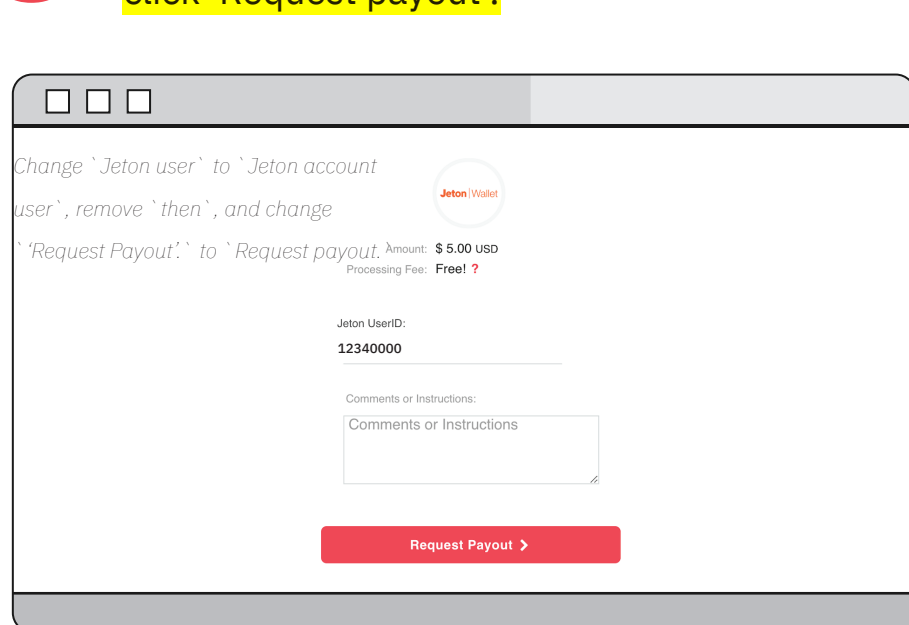 click 'Request payout'.
Change `Jeton user` to `Jeton account
user`, remove `then`, and change
` 'Request Payout'.` to `Request payout.`
Jeton | Wallet
Amount: $ 5.00 USD
Processing Fee: Free! ?
Jeton UserID:
12340000
Comments or Instructions:
Comments or Instructions
Request Payout